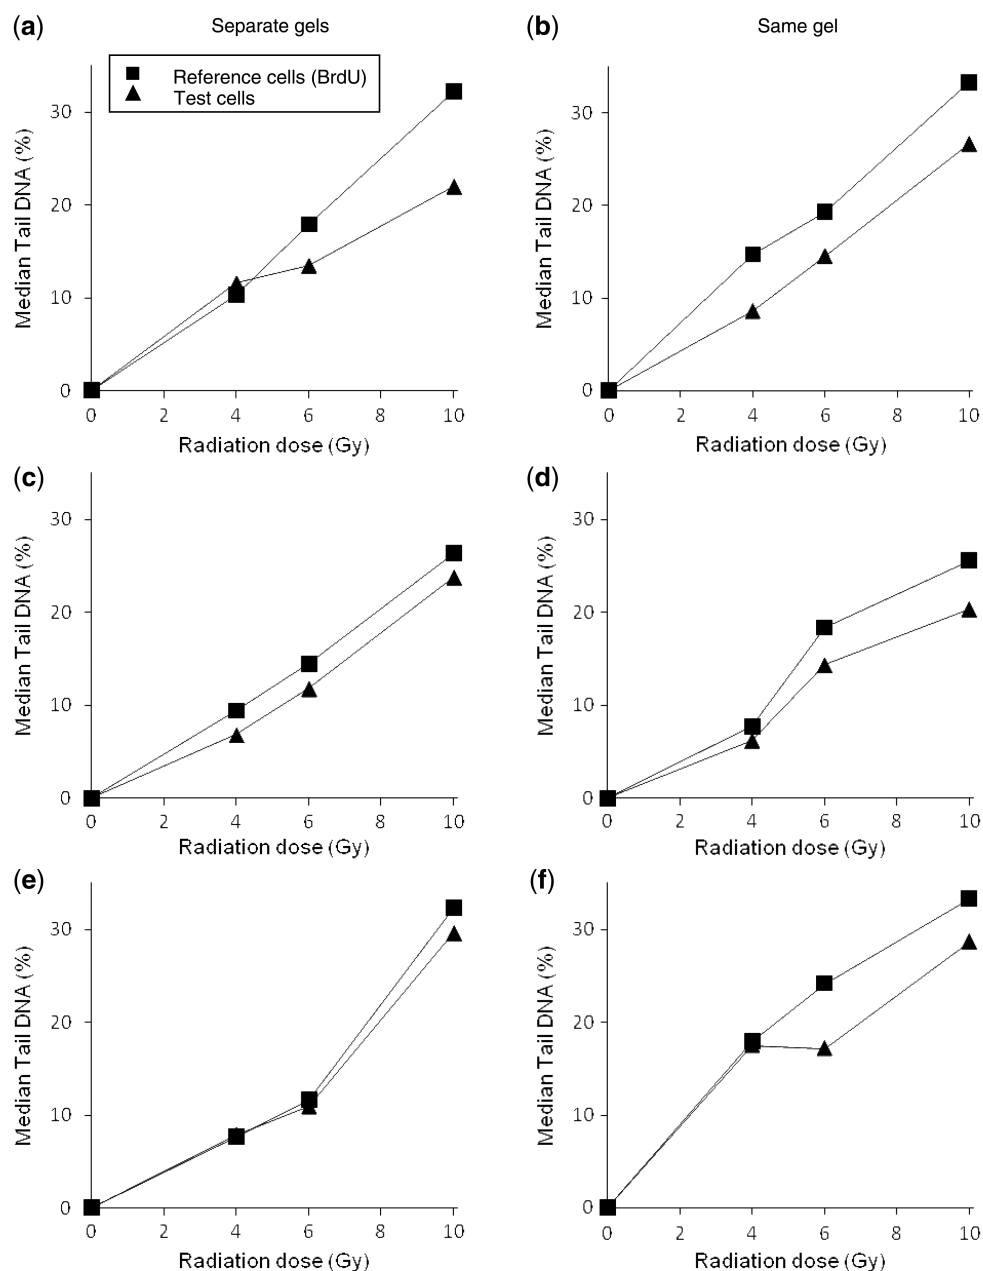 (a) Separate gels
Reference cells (BrdU)
Test cells
Median Tail DNA (%)
30
20
10
0
0 2 4 6 8 10
Radiation dose (Gy)
(b) Same gel
Median Tail DNA (%)
30
20
10
0
0 2 4 6 8 10
Radiation dose (Gy)
(c)
Median Tail DNA (%)
30
20
10
0
0 2 4 6 8 10
Radiation dose (Gy)
(d)
Median Tail DNA (%)
30
20
10
0
0 2 4 6 8 10
Radiation dose (Gy)
(e)
Median Tail DNA (%)
30
20
10
0
0 2 4 6 8 10
Radiation dose (Gy)
(f)
Median Tail DNA (%)
30
20
10
0
0 2 4 6 8 10
Radiation dose (Gy)